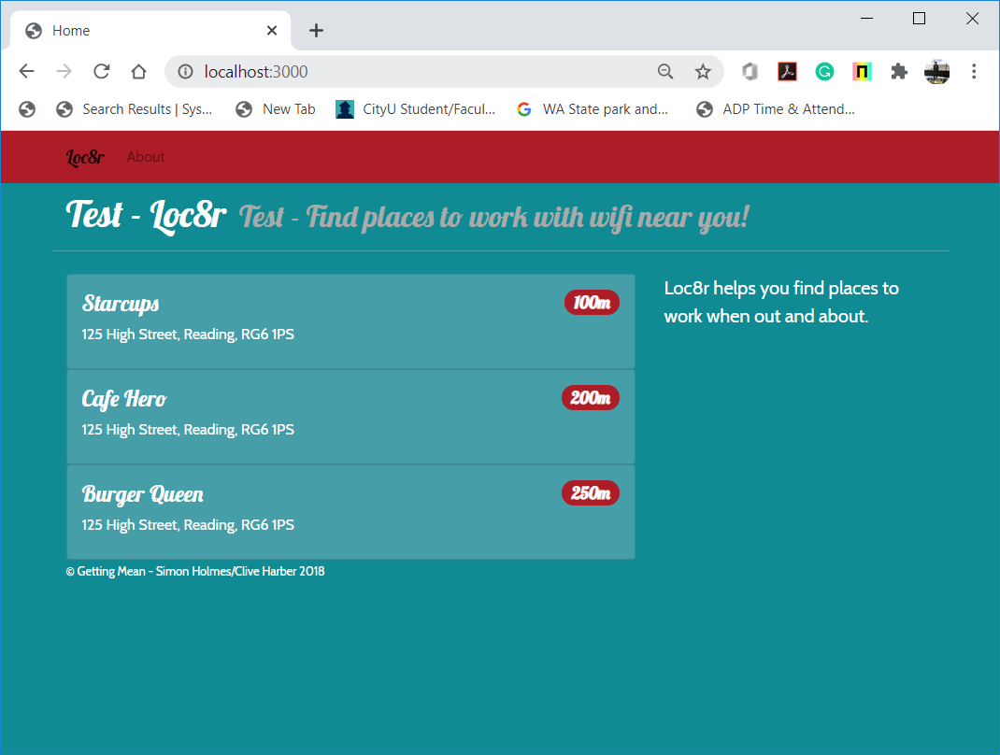 Home
localhost:3000
Search Results | Sys... New Tab CityU Student/Facul... WA State park and... ADP Time & Attend...
Loc8r About
Test - Loc8r Test - Find places to work with wifi near you!
Starcups 100m
125 High Street, Reading, RG6 1PS
Cafe Hero 200m
125 High Street, Reading, RG6 1PS
Burger Queen 250m
125 High Street, Reading, RG6 1PS
Loc8r helps you find places to
work when out and about.
© Getting Mean - Simon Holmes/Clive Harber 2018